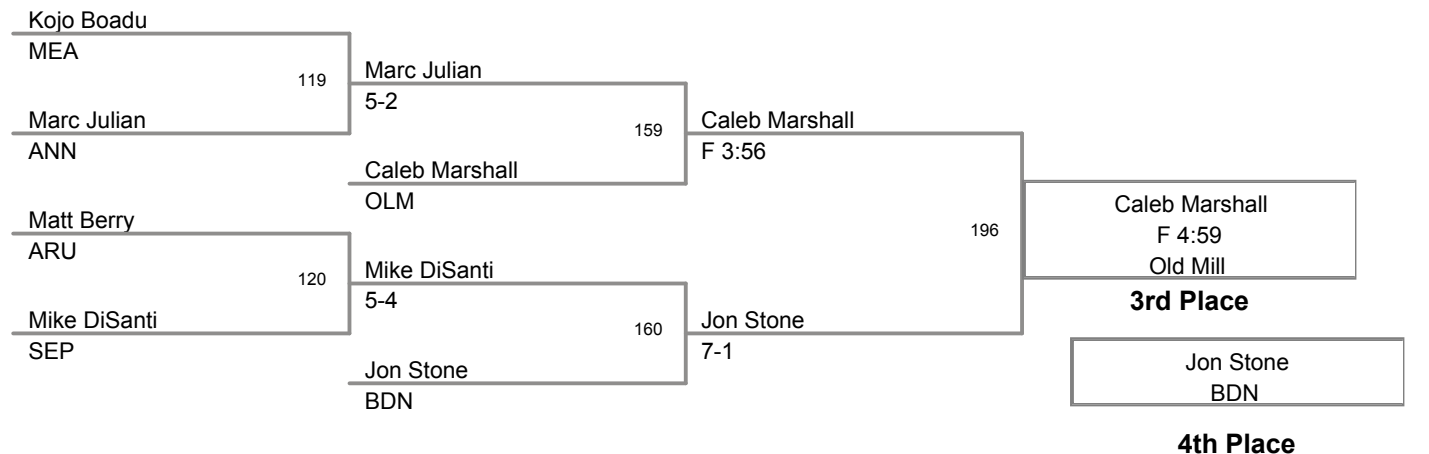 Kojo Boadu
MEA
119
Marc Julian
ANN
Marc Julian
5-2
159
Caleb Marshall
OLM
Caleb Marshall
F 3:56
Matt Berry
ARU
120
Mike DiSanti
SEP
Mike DiSanti
5-4
160
Jon Stone
BDN
Jon Stone
7-1
196
Caleb Marshall
F 4:59
Old Mill
3rd Place
Jon Stone
BDN
4th Place